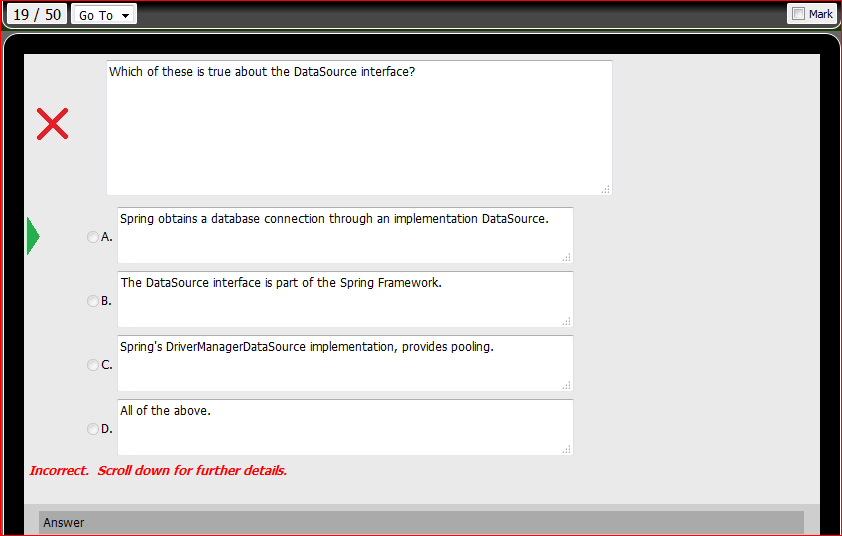 19 / 50 Go To Mark
Which of these is true about the DataSource interface?
A. Spring obtains a database connection through an implementation DataSource.
B. The DataSource interface is part of the Spring Framework.
C. Spring's DriverManagerDataSource implementation, provides pooling.
D. All of the above.
Incorrect. Scroll down for further details.
Answer